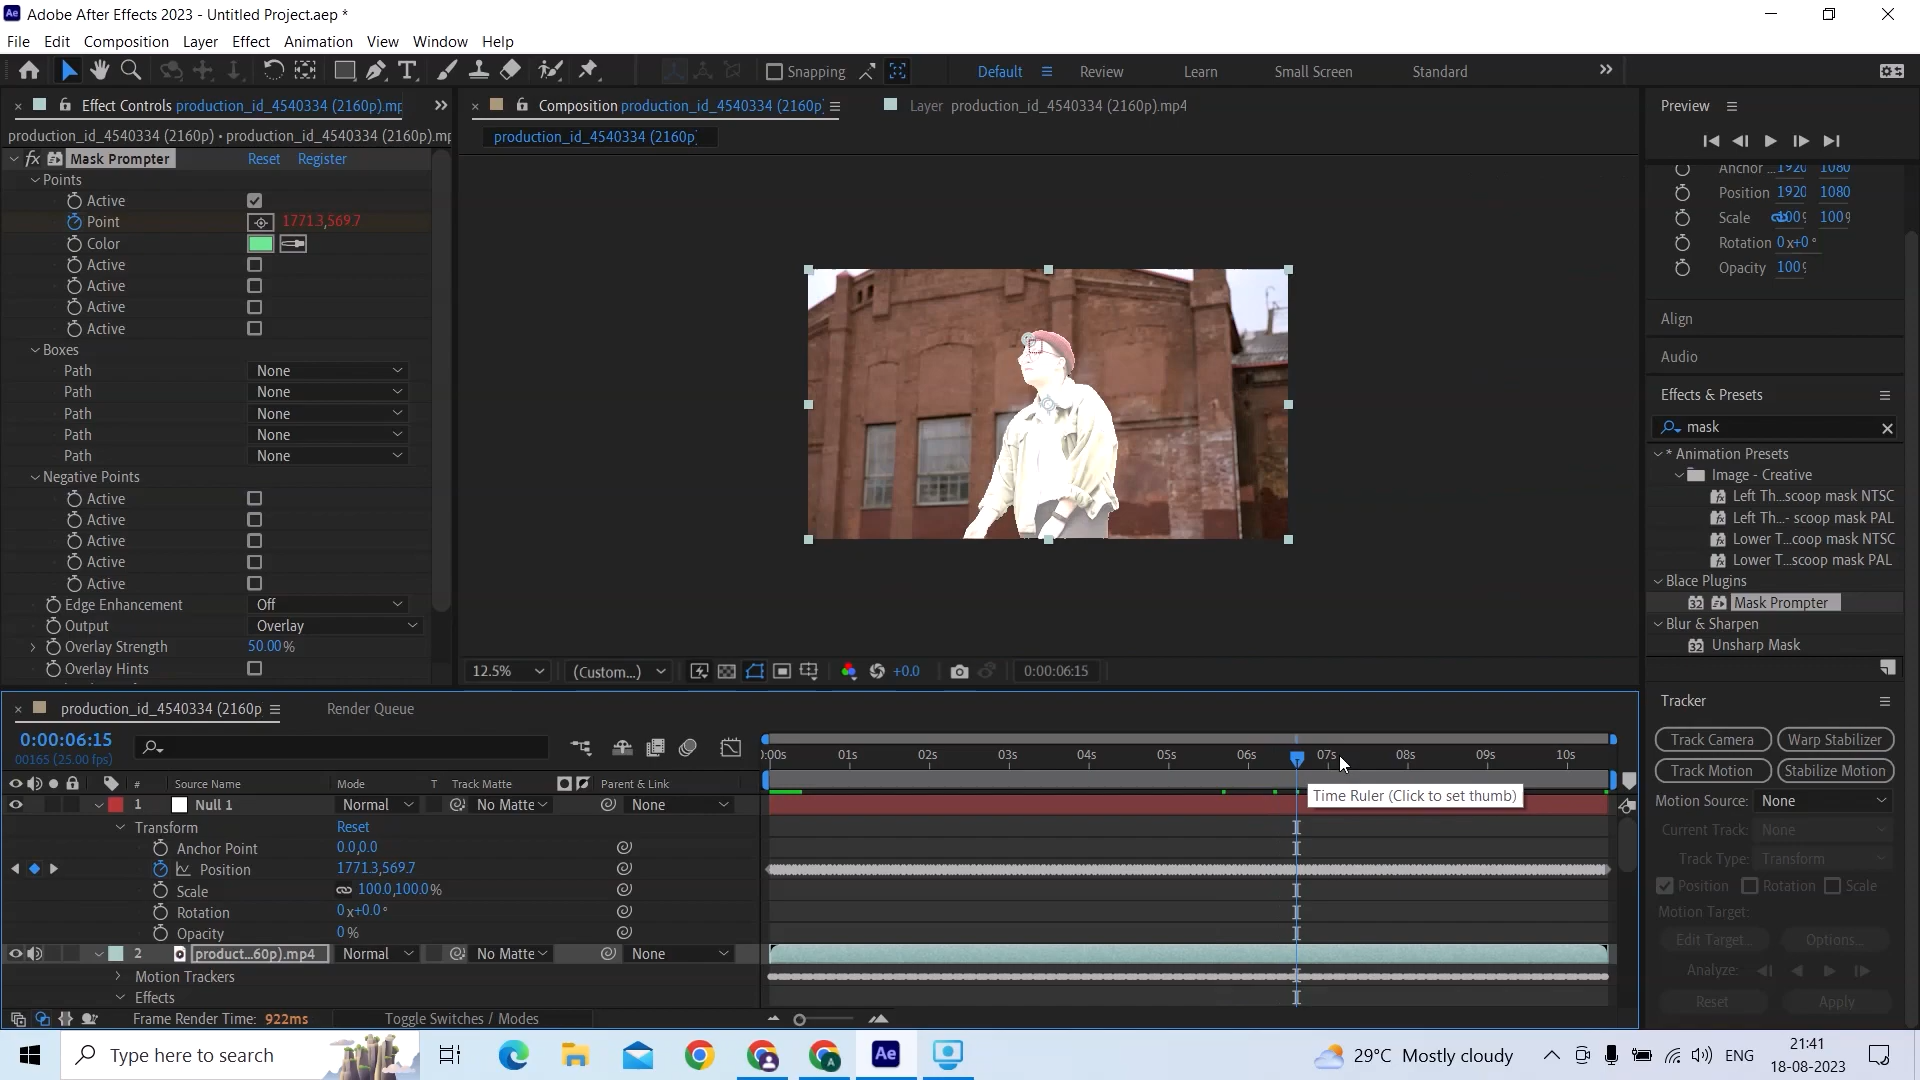 Adobe After Effects 2023 - Untitled Project.aep *
File Edit Composition Layer Effect Animation View Window Help
Snapping Default Review Learn Small Screen Standard
Effect Controls production_id_4540334 (2160p).mp
Composition production_id_4540334 (2160p)
Layer production_id_4540334 (2160p).mp4
Preview
production_id_4540334 (2160p) • production_id_4540334 (2160p).mp
production_id_4540334 (2160p)
fx Mask Prompter Reset Register
Points
Active
Point 1771.3,569.7
Color
Active
Active
Active
Active
Boxes
Path None
Path None
Path None
Path None
Path None
Negative Points
Active
Active
Active
Active
Active
Edge Enhancement Off
Output Overlay
Overlay Strength 50.00 %
Overlay Hints
12.5% (Custom...) +0.0 0:00:06:15
Anchor ... 1920 1080
Position 1920 1080
Scale 100 100
Rotation 0 x+0 °
Opacity 100
Align
Audio
Effects & Presets
mask
* Animation Presets
Image - Creative
Left Th...scoop mask NTSC
Left Th...- scoop mask PAL
Lower T...coop mask NTSC
Lower T...scoop mask PAL
Blace Plugins
32 Mask Prompter
Blur & Sharpen
32 Unsharp Mask
production_id_4540334 (2160p Render Queue
0:00:06:15
00165 (25.00 fps)
0:00s 01s 02s 03s 04s 05s 06s 07s 08s 09s 10s
# Source Name Mode T Track Matte Parent & Link
1 Null 1 Normal No Matte None
Time Ruler (Click to set thumb)
Transform Reset
Anchor Point 0.0,0.0
Position 1771.3,569.7
Scale 100.0,100.0 %
Rotation 0 x+0.0 °
Opacity 0 %
2 product...60p).mp4 Normal No Matte None
Motion Trackers
Effects
Frame Render Time: 922ms Toggle Switches / Modes
Tracker
Track Camera Warp Stabilizer
Track Motion Stabilize Motion
Motion Source: None
Current Track: None
Track Type: Transform
Position Rotation Scale
Motion Target:
Edit Target... Options...
Analyze:
Reset Apply
Type here to search
Ae
29°C Mostly cloudy
ENG
21:41
18-08-2023